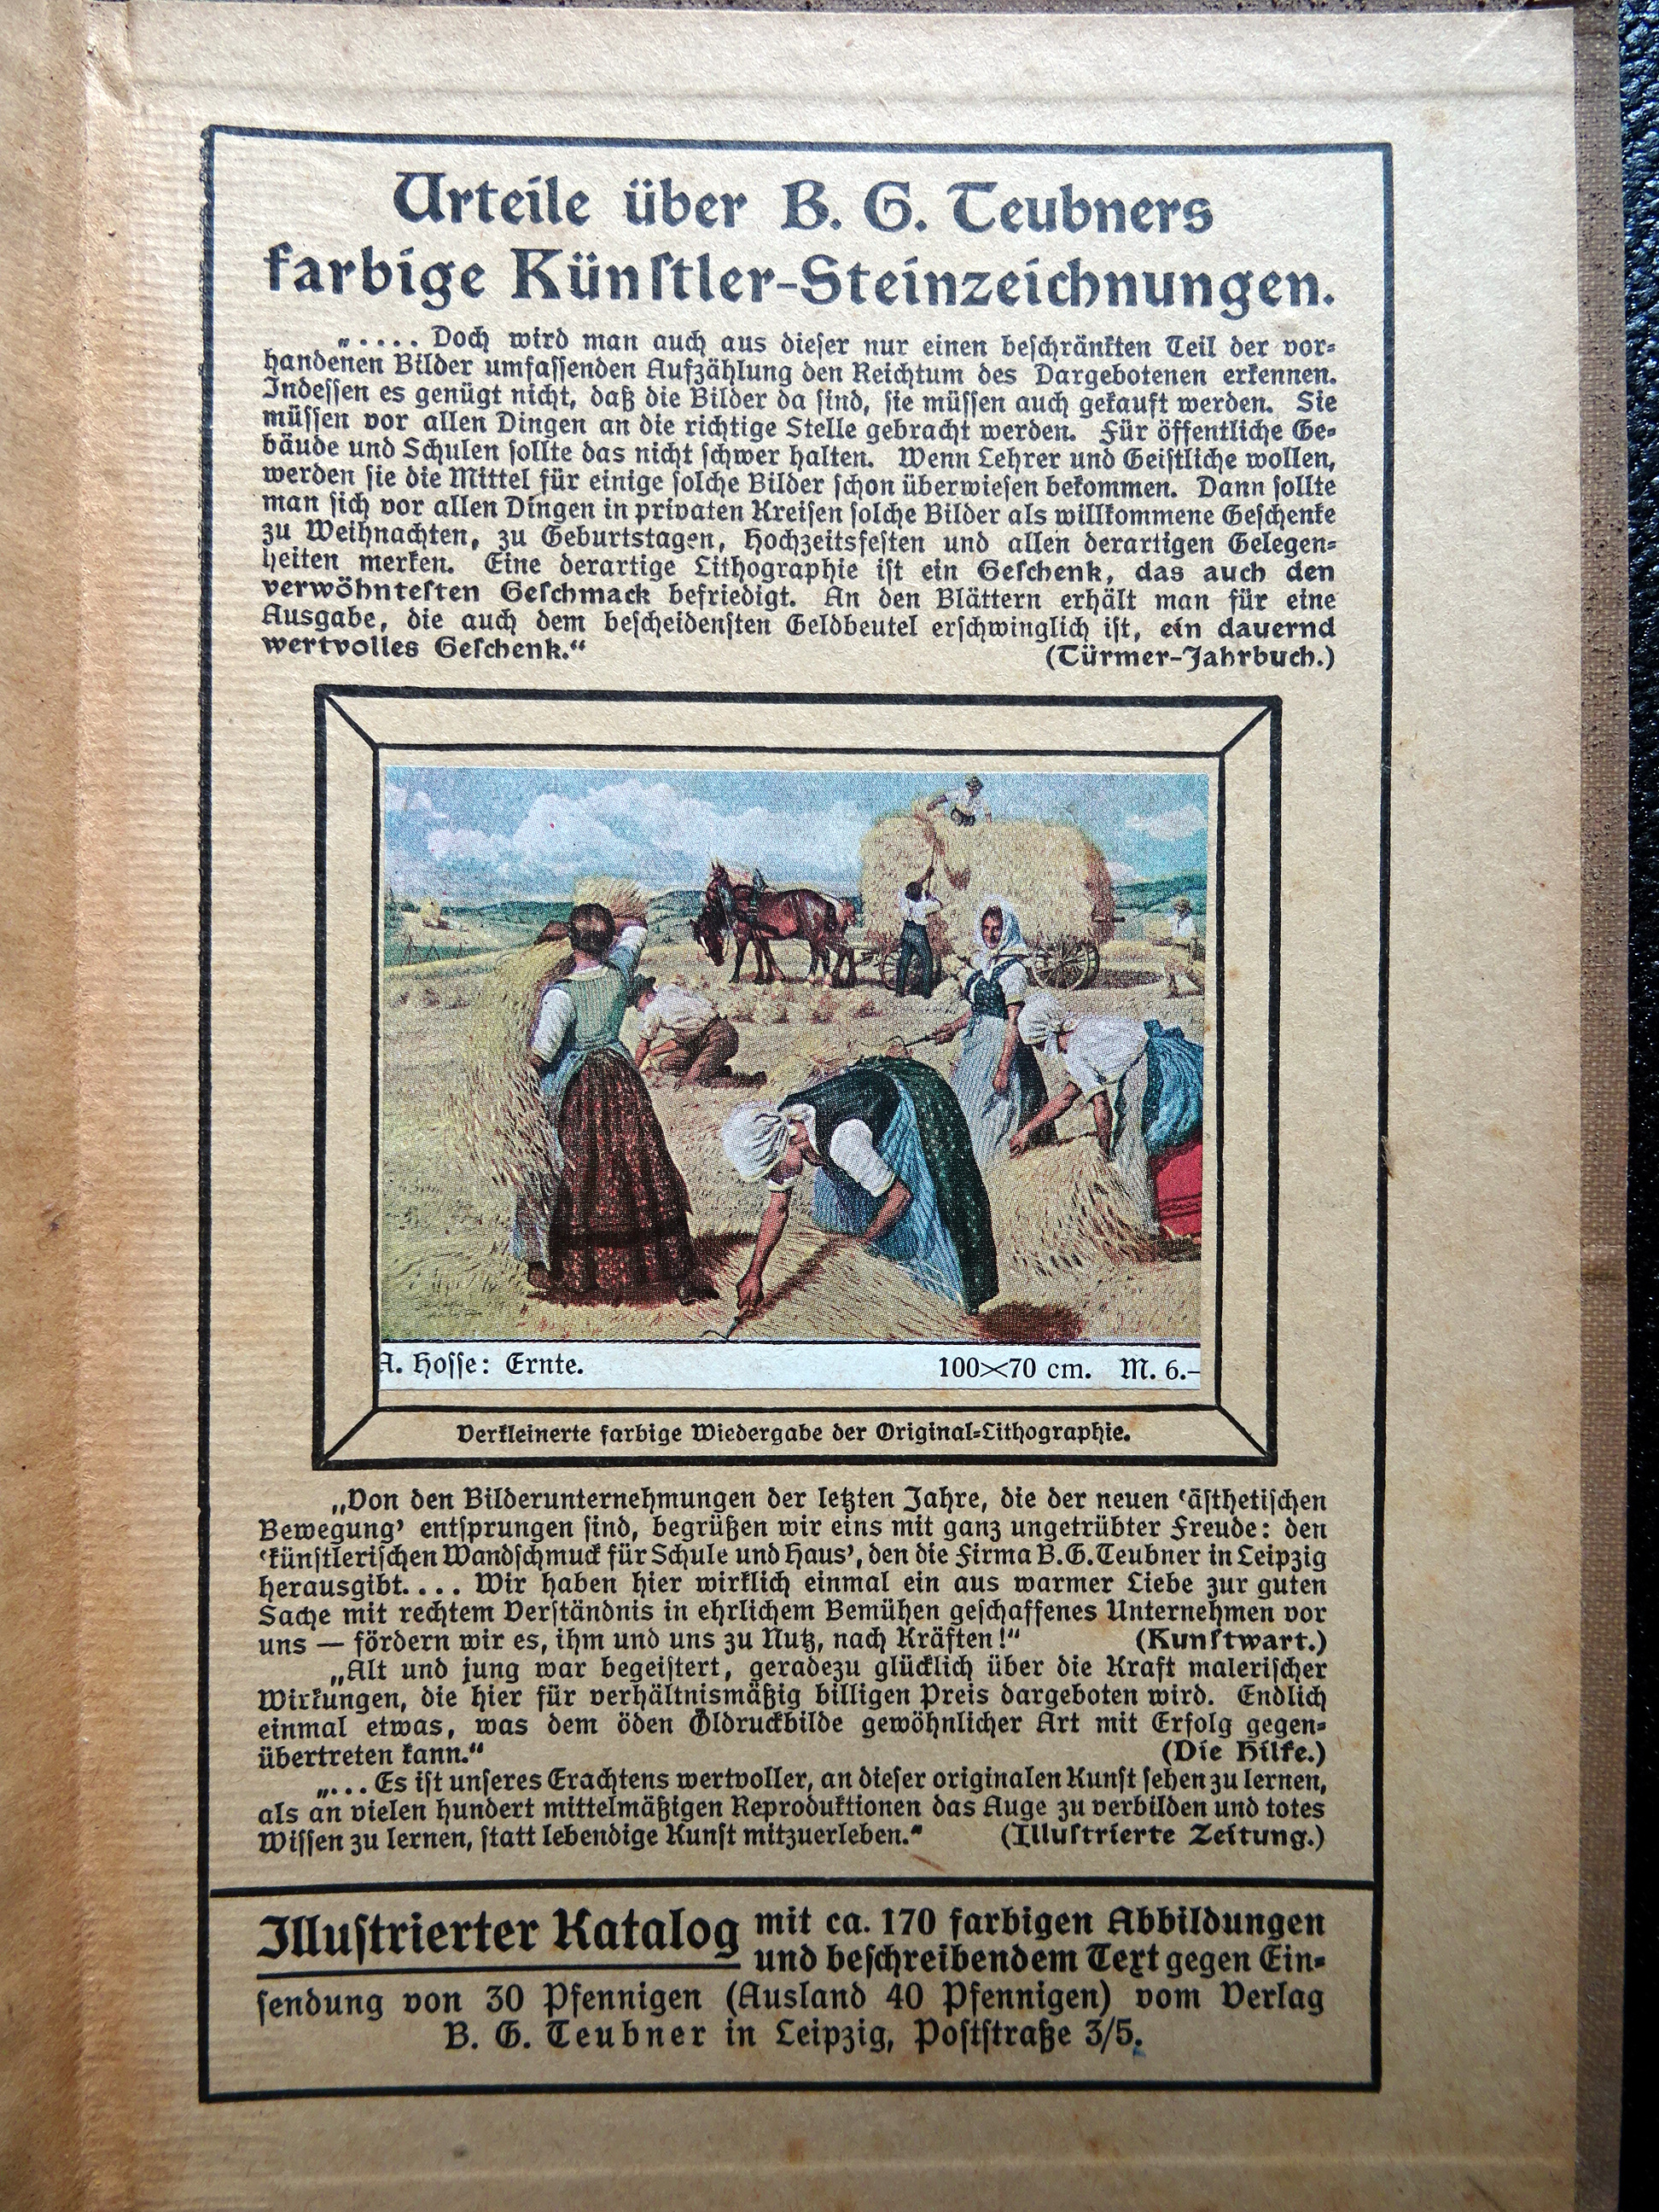 Urteile über B. G. Teubners
farbige Künſtler-Steinzeichnungen.
„.... Doch wird man auch aus dieſer nur einen beſchränkten Teil der vor-
handenen Bilder umfaſſenden Aufzählung den Reichtum des Dargebotenen erkennen.
Indeſſen es genügt nicht, daß die Bilder da ſind, ſie müſſen auch gekauft werden. Sie
müſſen vor allen Dingen an die richtige Stelle gebracht werden. Für öffentliche Ge-
bäude und Schulen ſollte das nicht ſchwer halten. Wenn Lehrer und Geiſtliche wollen,
werden ſie die Mittel für einige ſolche Bilder ſchon überwieſen bekommen. Dann ſollte
man ſich vor allen Dingen in privaten Kreiſen ſolche Bilder als willkommene Geſchenke
zu Weihnachten, zu Geburtstagen, Hochzeitsfeſten und allen derartigen Gelegen-
heiten merken. Eine derartige Lithographie iſt ein Geſchenk, das auch den
verwöhnteſten Geſchmack befriedigt. An den Blättern erhält man für eine
Ausgabe, die auch dem beſcheidenſten Geldbeutel erſchwinglich iſt, ein dauernd
wertvolles Geſchenk.“ (Türmer-Jahrbuch.)
A. Hoſſe: Ernte. 100×70 cm. M. 6.–
Verkleinerte farbige Wiedergabe der Original-Lithographie.
„Von den Bilderunternehmungen der letzten Jahre, die der neuen ‘äſthetiſchen
Bewegung’ entſprungen ſind, begrüßen wir eins mit ganz ungetrübter Freude: den
‘künſtleriſchen Wandſchmuck für Schule und Haus’, den die Firma B. G. Teubner in Leipzig
herausgibt.... Wir haben hier wirklich einmal ein aus warmer Liebe zur guten
Sache mit rechtem Verſtändnis in ehrlichem Bemühen geſchaffenes Unternehmen vor
uns — fördern wir es, ihm und uns zu Nutz, nach Kräften!“ (Kunſtwart.)
„Alt und jung war begeiſtert, geradezu glücklich über die Kraft maleriſcher
Wirkungen, die hier für verhältnismäßig billigen Preis dargeboten wird. Endlich
einmal etwas, was dem öden Öldruckbilde gewöhnlicher Art mit Erfolg gegen-
übertreten kann.“ (Die Hilfe.)
„... Es iſt unſeres Erachtens wertvoller, an dieſer originalen Kunſt ſehen zu lernen,
als an vielen hundert mittelmäßigen Reproduktionen das Auge zu verbilden und totes
Wiſſen zu lernen, ſtatt lebendige Kunſt mitzuerleben.“ (Illuſtrierte Zeitung.)
Illuſtrierter Katalog mit ca. 170 farbigen Abbildungen
und beſchreibendem Text gegen Ein-
ſendung von 30 Pfennigen (Ausland 40 Pfennigen) vom Verlag
B. G. Teubner in Leipzig, Poſtſtraße 3/5.